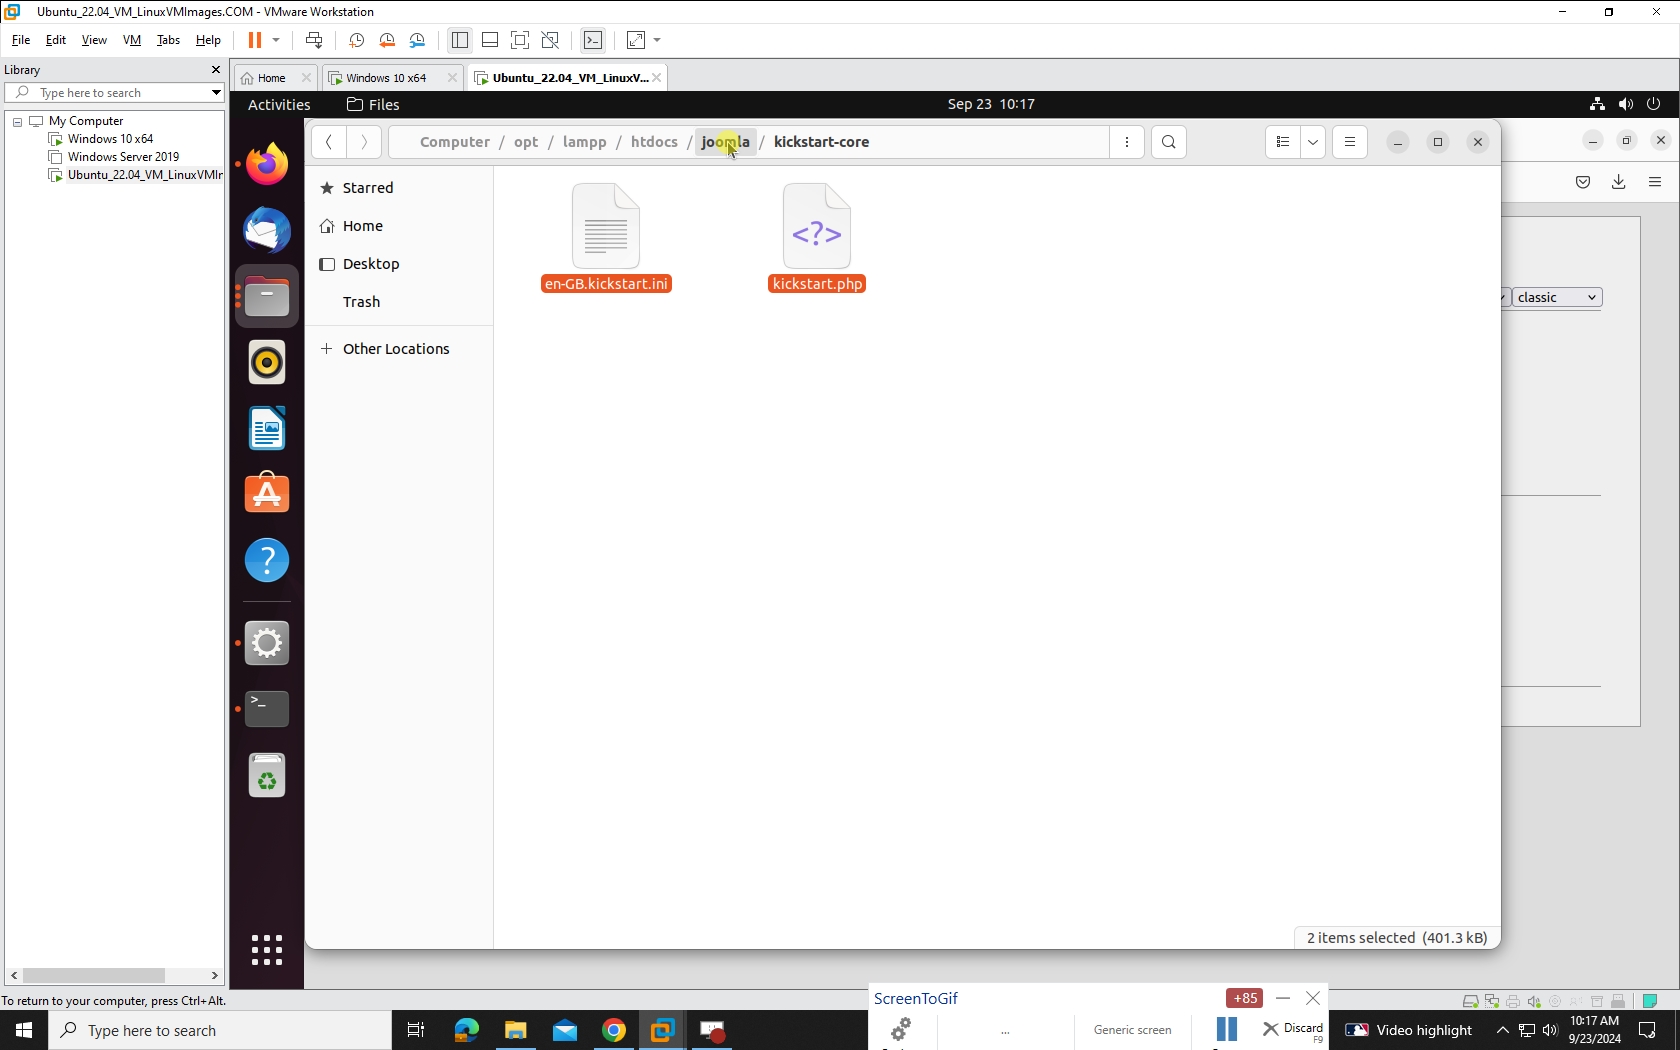 Ubuntu_22.04_VM_LinuxVMImages.COM - VMware Workstation
File Edit View VM Tabs Help
Library
Type here to search
My Computer
Windows 10 x64
Windows Server 2019
Ubuntu_22.04_VM_LinuxVMIr
Home
Windows 10 x64
Ubuntu_22.04_VM_LinuxV...
Activities
Files
Sep 23 10:17
Computer / opt / lampp / htdocs / joomla / kickstart-core
Starred
Home
Desktop
Trash
+ Other Locations
en-GB.kickstart.ini
<?>
kickstart.php
classic
2 items selected (401.3 kB)
To return to your computer, press Ctrl+Alt.
ScreenToGif
+85
...
Generic screen
Discard
F9
Type here to search
Video highlight
10:17 AM
9/23/2024